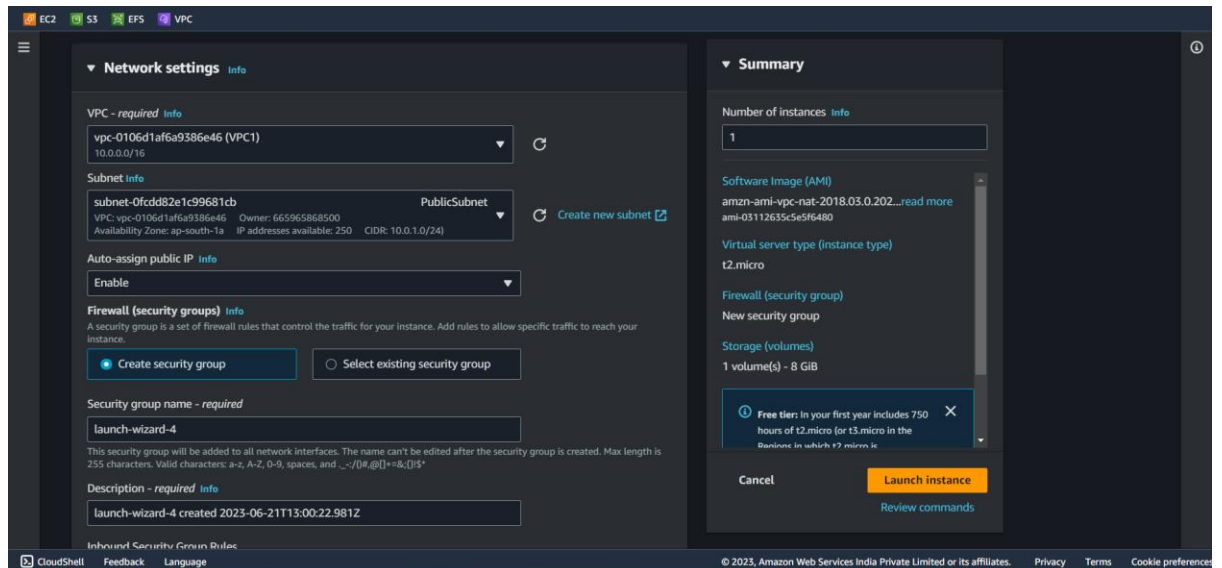 EC2 S3 EFS VPC
Network settings Info
VPC - required Info
vpc-0106d1af6a9386e46 (VPC1)
10.0.0.0/16
Subnet Info
subnet-0fcdd82e1c99681cb PublicSubnet
VPC: vpc-0106d1af6a9386e46 Owner: 665965868500
Availability Zone: ap-south-1a IP addresses available: 250 CIDR: 10.0.1.0/24)
Create new subnet
Auto-assign public IP Info
Enable
Firewall (security groups) Info
A security group is a set of firewall rules that control the traffic for your instance. Add rules to allow specific traffic to reach your
instance.
Create security group
Select existing security group
Security group name - required
launch-wizard-4
This security group will be added to all network interfaces. The name can't be edited after the security group is created. Max length is
255 characters. Valid characters: a-z, A-Z, 0-9, spaces, and ._-:/()#,@[]+=&;{}!$*
Description - required Info
launch-wizard-4 created 2023-06-21T13:00:22.981Z
Inbound Security Group Rules
Summary
Number of instances Info
1
Software Image (AMI)
amzn-ami-vpc-nat-2018.03.0.202...read more
ami-03112635c5e5f6480
Virtual server type (instance type)
t2.micro
Firewall (security group)
New security group
Storage (volumes)
1 volume(s) - 8 GiB
Free tier: In your first year includes 750
hours of t2.micro (or t3.micro in the
Regions in which t2.micro is
Cancel
Launch instance
Review commands
CloudShell Feedback Language
© 2023, Amazon Web Services India Private Limited or its affiliates. Privacy Terms Cookie preferences